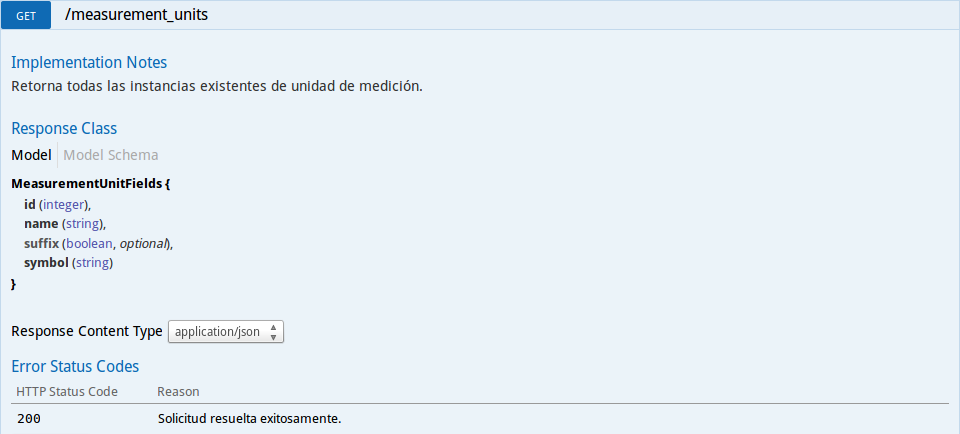 GET /measurement_units
Implementation Notes
Retorna todas las instancias existentes de unidad de medición.
Response Class
Model Model Schema
MeasurementUnitFields {
id (integer),
name (string),
suffix (boolean, optional),
symbol (string)
}
Response Content Type application/json
Error Status Codes
HTTP Status Code Reason
200 Solicitud resuelta exitosamente.